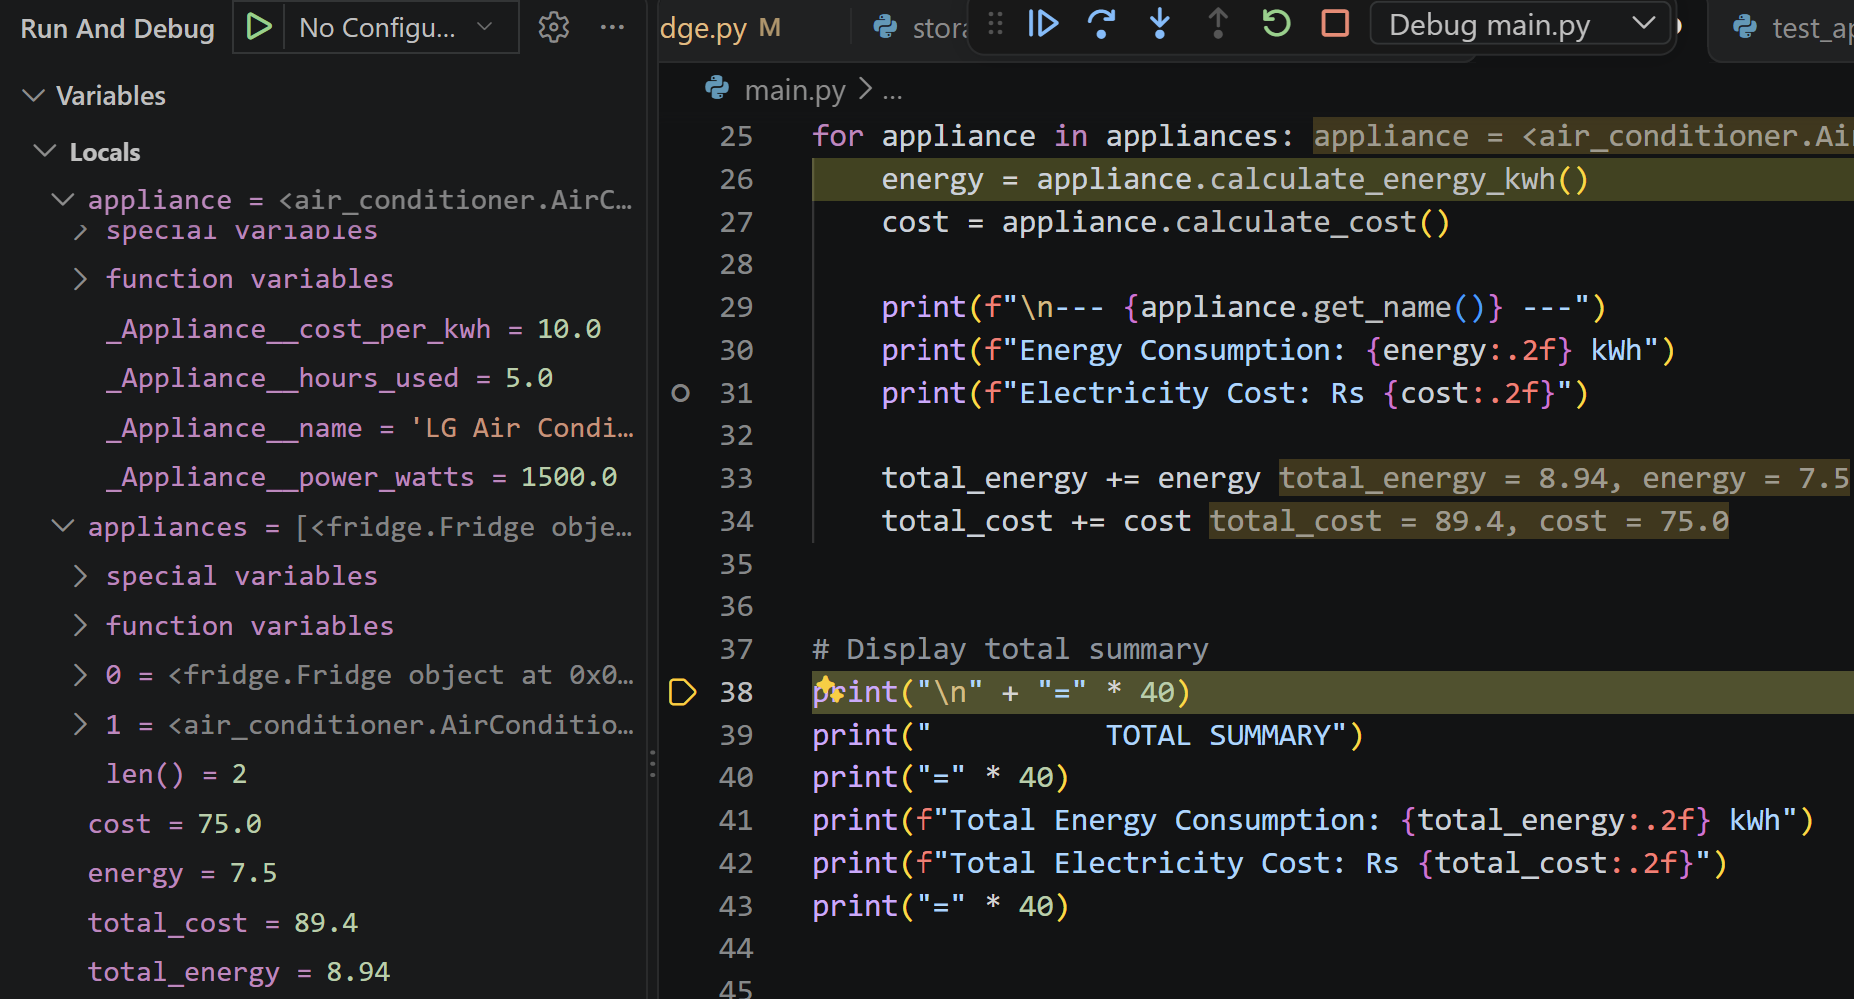 Run And Debug
No Configu...
...
Variables
Locals
appliance = <air_conditioner.AirC...
special variables
function variables
_Appliance__cost_per_kwh = 10.0
_Appliance__hours_used = 5.0
_Appliance__name = 'LG Air Condi...
_Appliance__power_watts = 1500.0
appliances = [<fridge.Fridge obje...
special variables
function variables
0 = <fridge.Fridge object at 0x0...
1 = <air_conditioner.AirConditio...
len() = 2
cost = 75.0
energy = 7.5
total_cost = 89.4
total_energy = 8.94
dge.py M
stora
Debug main.py
test_ap
main.py > ...
25 for appliance in appliances: appliance = <air_conditioner.Air
26 energy = appliance.calculate_energy_kwh()
27 cost = appliance.calculate_cost()
28
29 print(f"\n--- {appliance.get_name()} ---")
30 print(f"Energy Consumption: {energy:.2f} kWh")
31 print(f"Electricity Cost: Rs {cost:.2f}")
32
33 total_energy += energy total_energy = 8.94, energy = 7.5
34 total_cost += cost total_cost = 89.4, cost = 75.0
35
36
37 # Display total summary
38 print("\n" + "=" * 40)
39 print("          TOTAL SUMMARY")
40 print("=" * 40)
41 print(f"Total Energy Consumption: {total_energy:.2f} kWh")
42 print(f"Total Electricity Cost: Rs {total_cost:.2f}")
43 print("=" * 40)
44
45